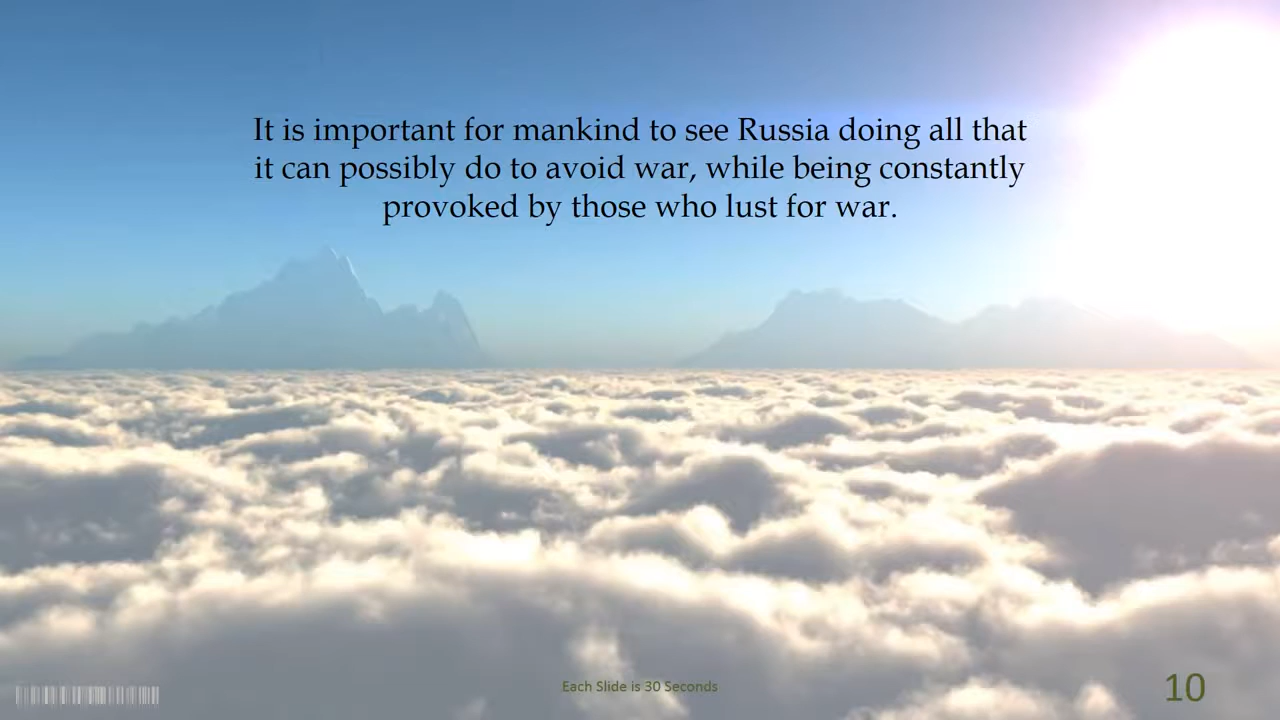 It is important for mankind to see Russia doing all that
it can possibly do to avoid war, while being constantly
provoked by those who lust for war.
Each Slide is 30 Seconds
10